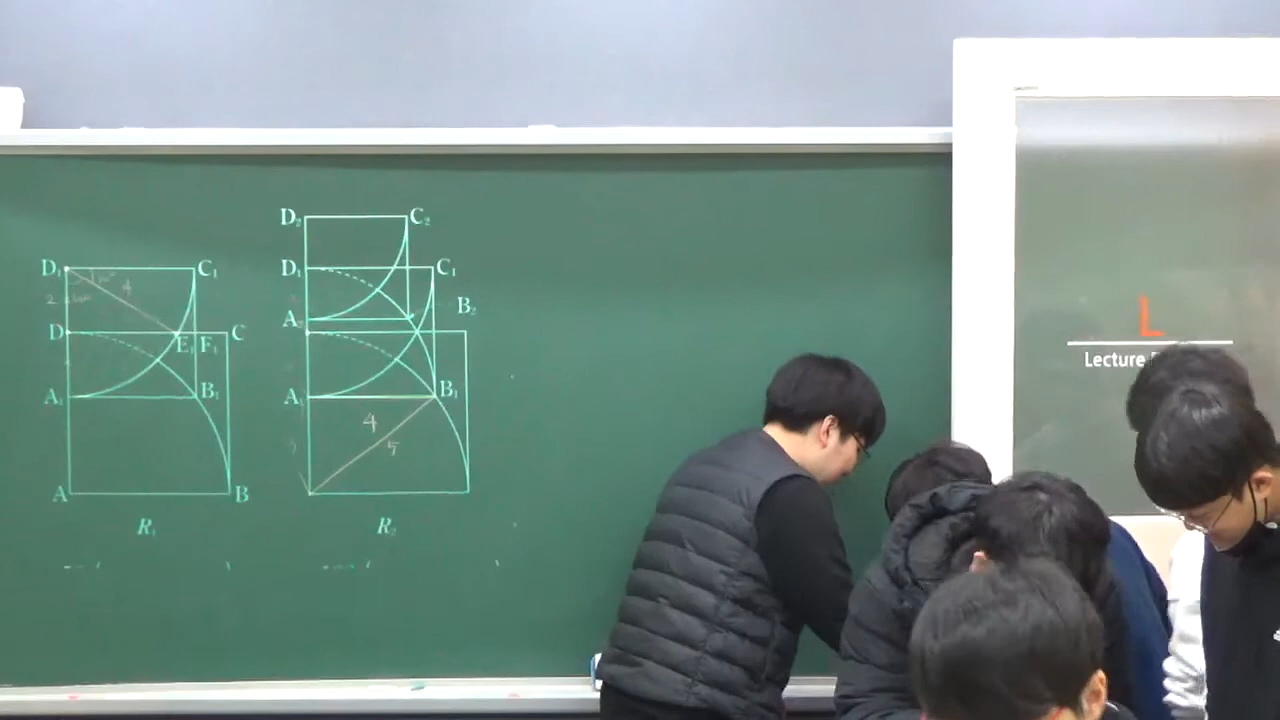 D₂ C₂
D₁ C₁ D₁ C₁
4
2
A₂ B₂
D C
E₁ F₁
A₁ B₁ A₁ B₁
4
5
A B
R₁ R₂
L
Lecture